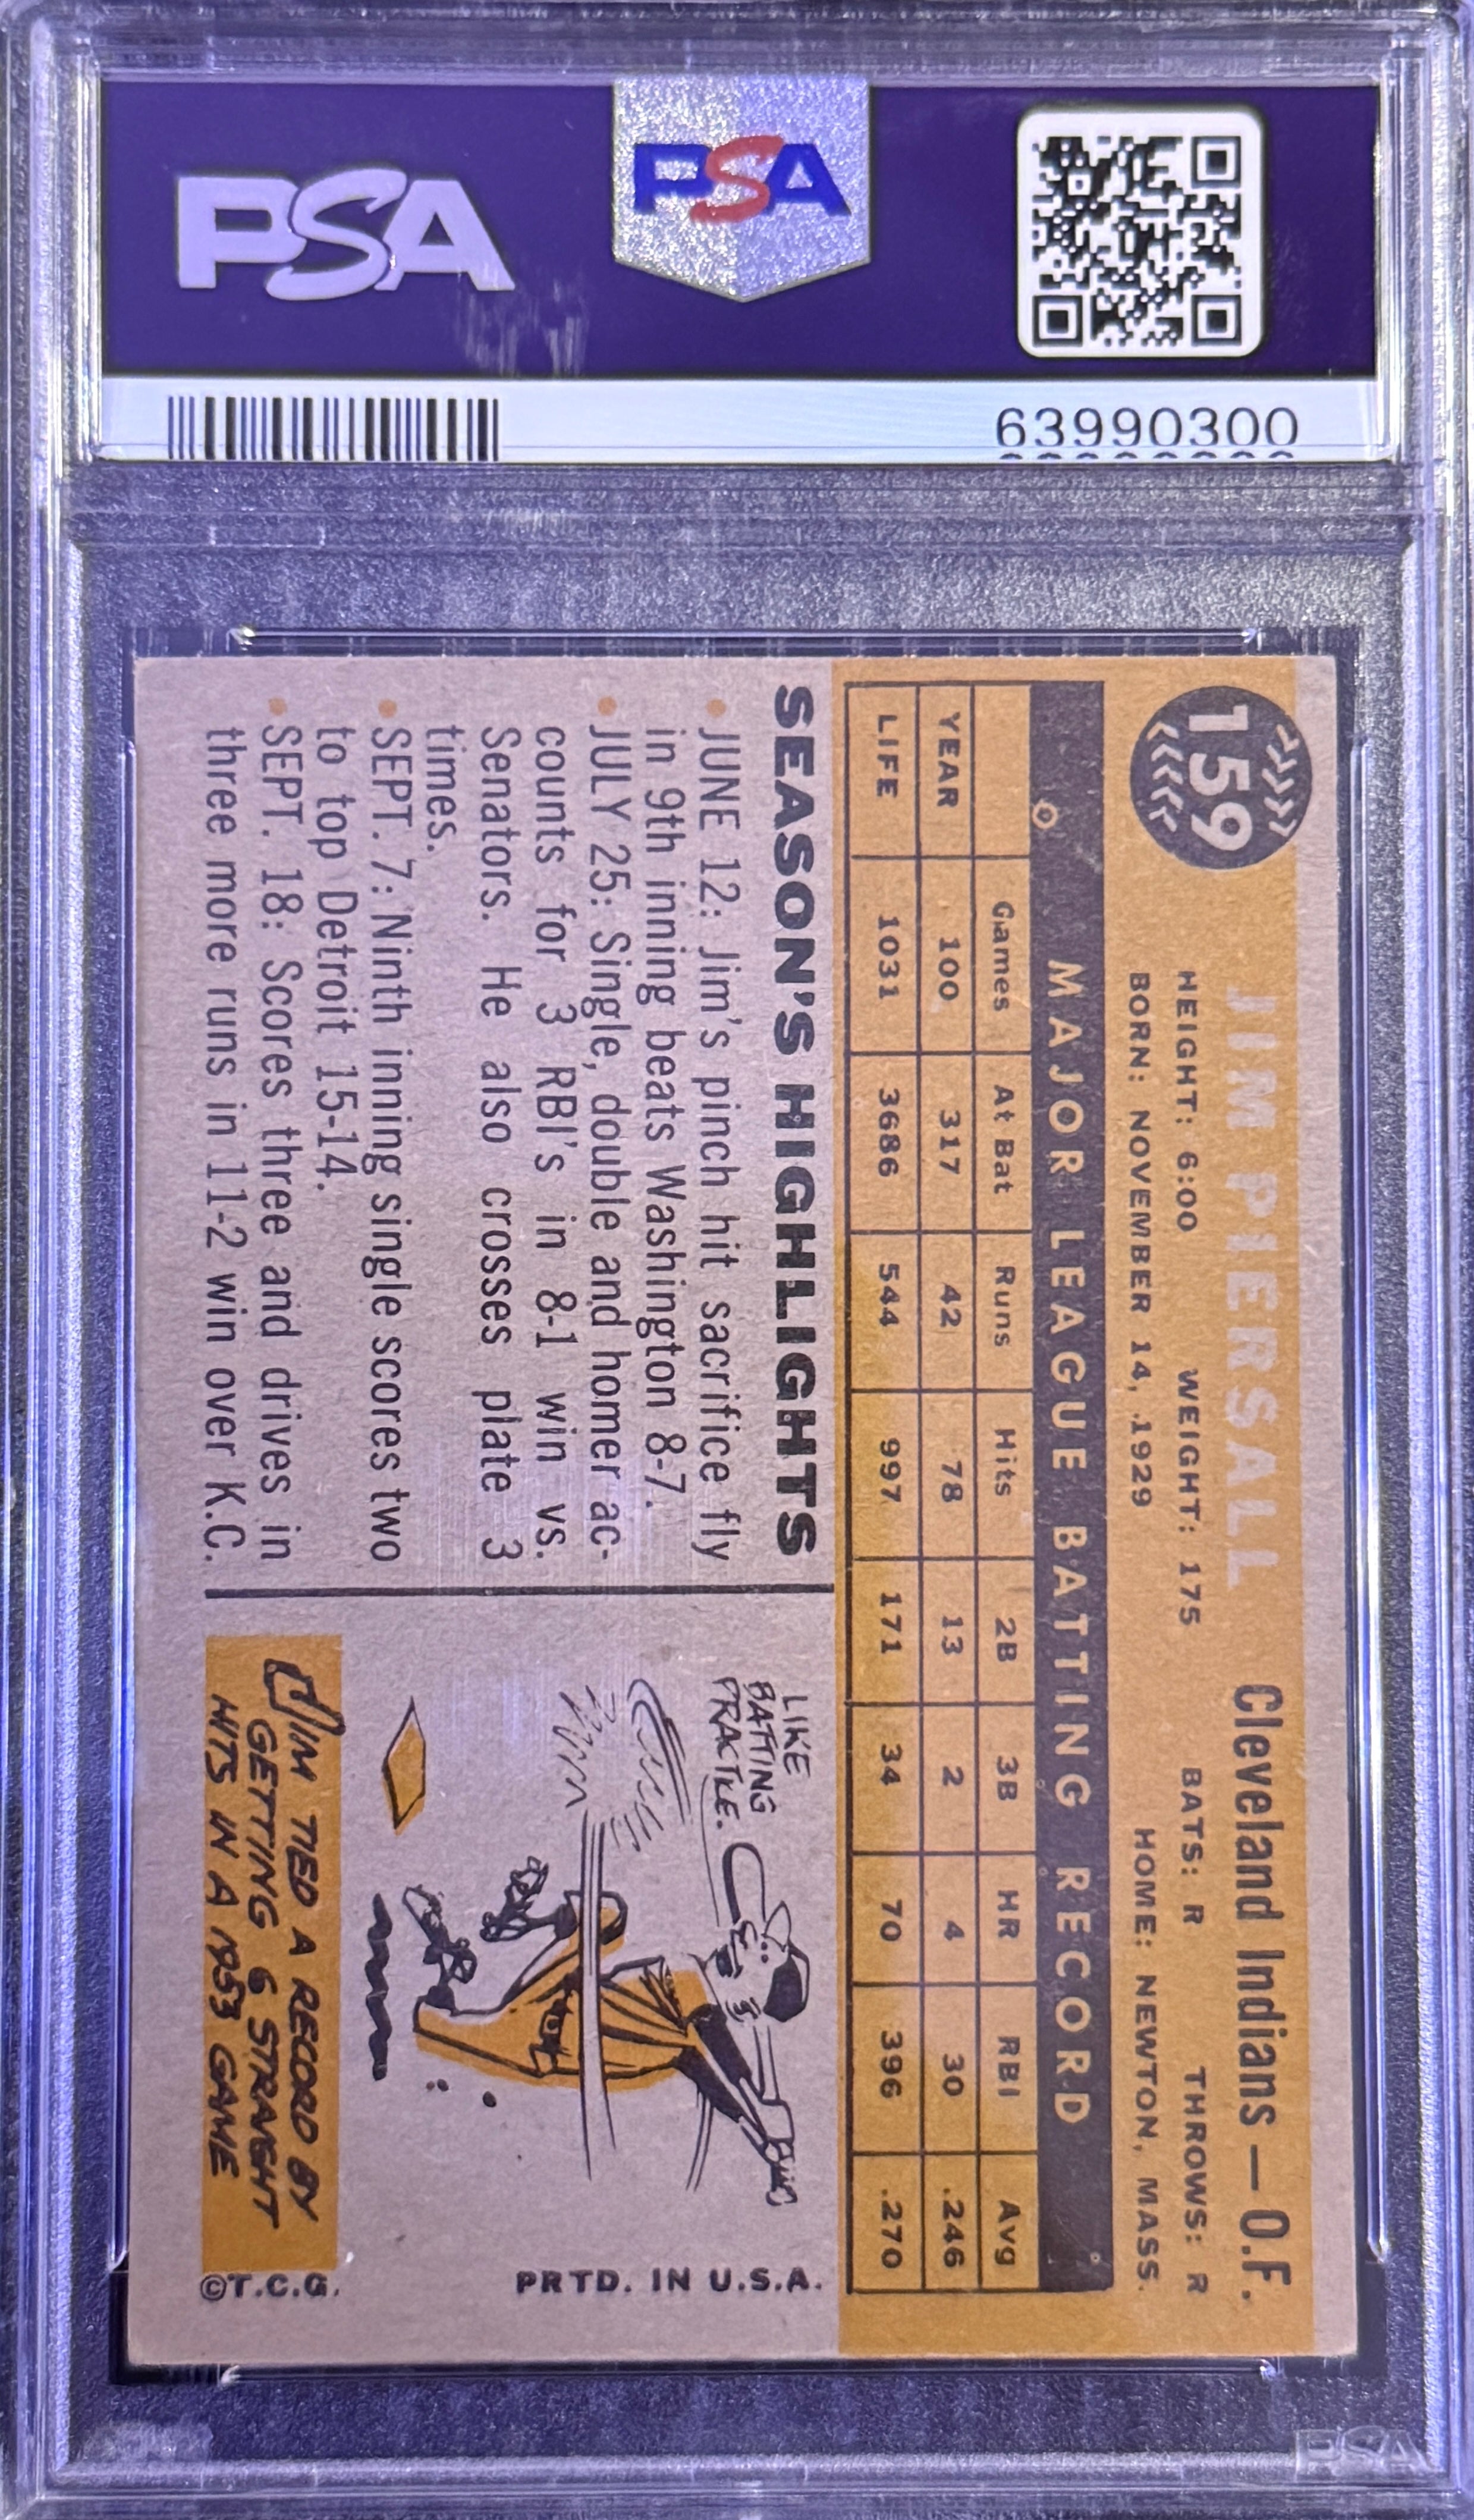 PSA
PSA
63990300
159
JIM PIERSALL
Cleveland Indians — O.F.
HEIGHT: 6:00 WEIGHT: 175 BATS: R THROWS: R
BORN: NOVEMBER 14, 1929 HOME: NEWTON, MASS.
MAJOR LEAGUE BATTING RECORD
Games At Bat Runs Hits 2B 3B HR RBI Avg
YEAR 100 317 42 78 13 2 4 30 .246
LIFE 1031 3686 544 997 171 34 70 396 .270
SEASON'S HIGHLIGHTS
• JUNE 12: Jim's pinch hit sacrifice fly
in 9th inning beats Washington 8-7.
• JULY 25: Single, double and homer ac-
counts for 3 RBI's in 8-1 win vs.
Senators. He also crosses plate 3
times.
• SEPT. 7: Ninth inning single scores two
to top Detroit 15-14.
• SEPT. 18: Scores three and drives in
three more runs in 11-2 win over K.C.
LIKE
BATTING
PRACTICE.
JIM TIED A RECORD BY
GETTING 6 STRAIGHT
HITS IN A 1953 GAME
PRTD. IN U.S.A.
©T.C.G.
PSA